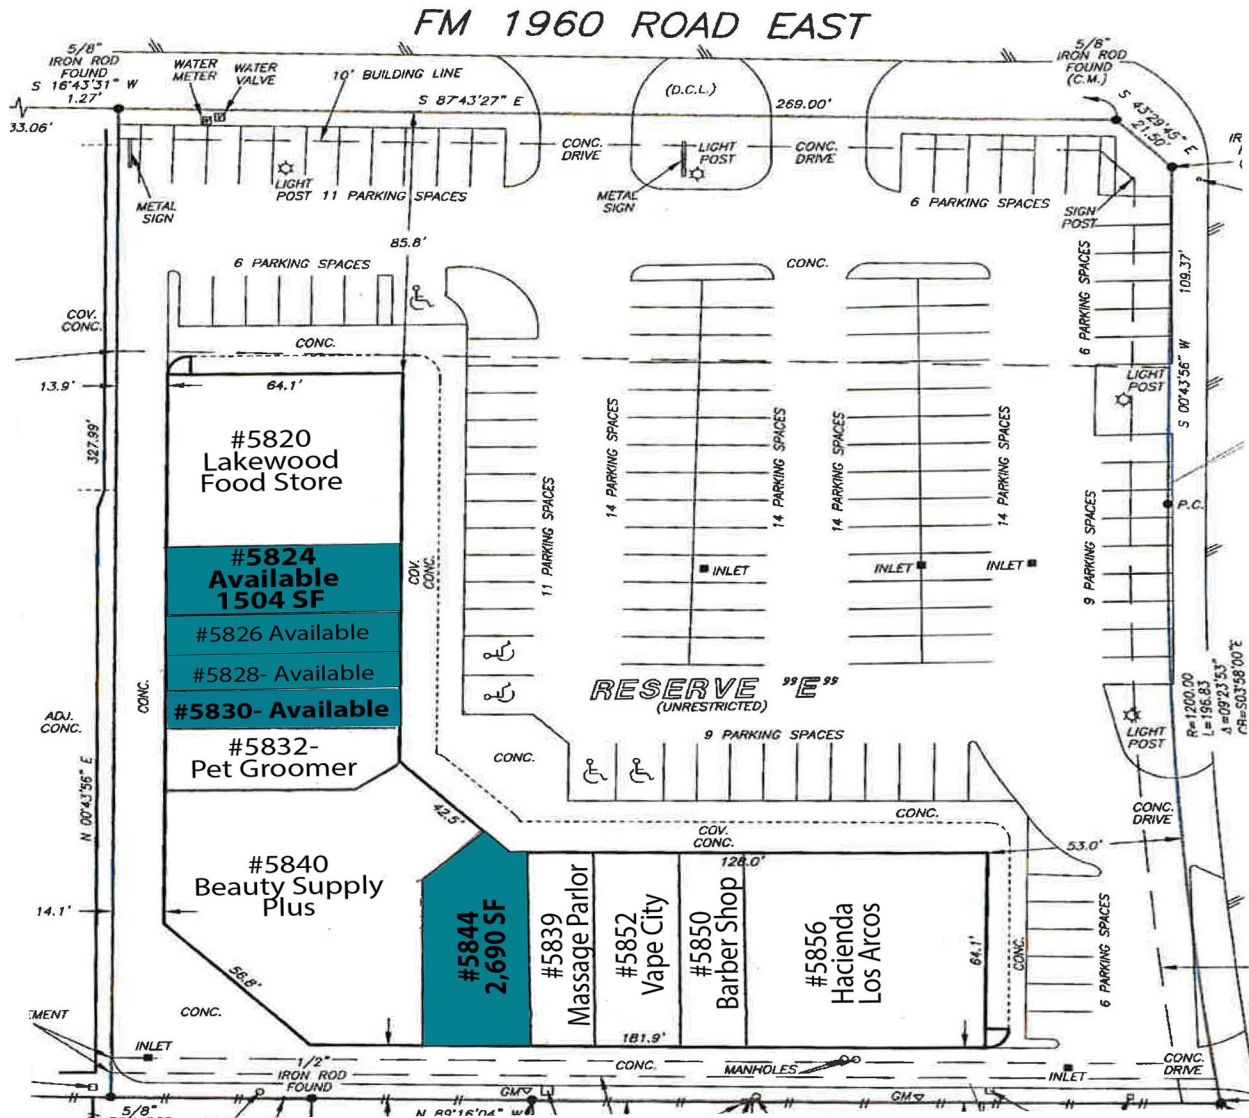 FM 1960 ROAD EAST
5/8"
IRON ROD
FOUND
S 16°43'31" W
1.27'
33.06'
WATER
METER
WATER
VALVE
10' BUILDING LINE
S 87°43'27" E
(D.C.L.)
269.00'
5/8"
IRON ROD
FOUND
(C.M.)
S 43°29'45" E
21.50'
METAL
SIGN
LIGHT
POST
11 PARKING SPACES
CONC.
DRIVE
METAL
SIGN
LIGHT
POST
CONC.
DRIVE
6 PARKING SPACES
SIGN
POST
85.8'
6 PARKING SPACES
CONC.
6 PARKING SPACES
109.37'
COV.
CONC.
CONC.
13.9'
64.1'
LIGHT
POST
S 00°43'56" W
327.99'
#5820
Lakewood
Food Store
11 PARKING SPACES
14 PARKING SPACES
14 PARKING SPACES
14 PARKING SPACES
14 PARKING SPACES
P.C.
#5824
Available
1504 SF
COV.
CONC.
INLET
INLET
INLET
9 PARKING SPACES
#5826 Available
#5828- Available
#5830- Available
CONC.
RESERVE "E"
(UNRESTRICTED)
R=1200.00
L=196.83
Δ=09°23'53"
CB=S03°58'00"E
ADJ.
CONC.
#5832-
Pet Groomer
CONC.
9 PARKING SPACES
LIGHT
POST
N 00°43'56" E
42.5'
CONC.
COV.
CONC.
CONC.
DRIVE
53.0'
128.0'
#5840
Beauty Supply
Plus
14.1'
#5844
2,690 SF
#5839
Massage Parlor
#5852
Vape City
#5850
Barber Shop
#5856
Hacienda
Los Arcos
64.1'
CONC.
6 PARKING SPACES
56.8'
CONC.
EMENT
INLET
1/2"
IRON ROD
FOUND
181.9'
CONC.
MANHOLES
INLET
CONC.
DRIVE
GM
GM
5/8"
N 89°16'04" W